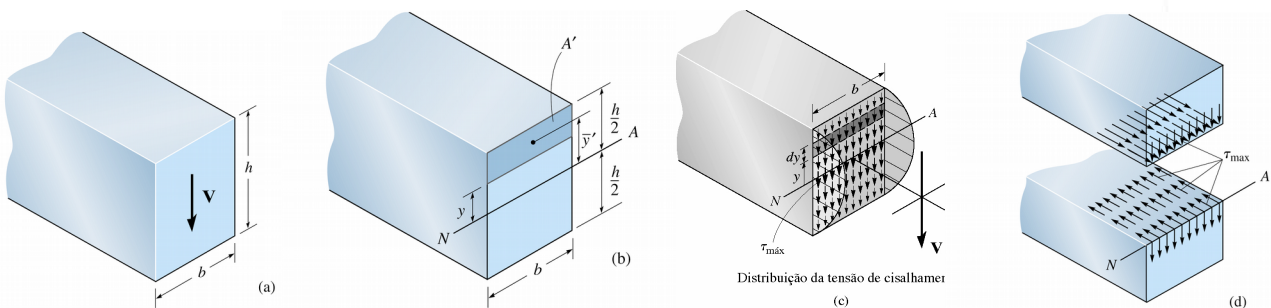 h
V
b
(a)
A′
h
2
y̅′
A
h
2
y
N
b
(b)
b
A
dy
y
N
τmáx
V
Distribuição da tensão de cisalhamer
(c)
τmax
A
N
(d)